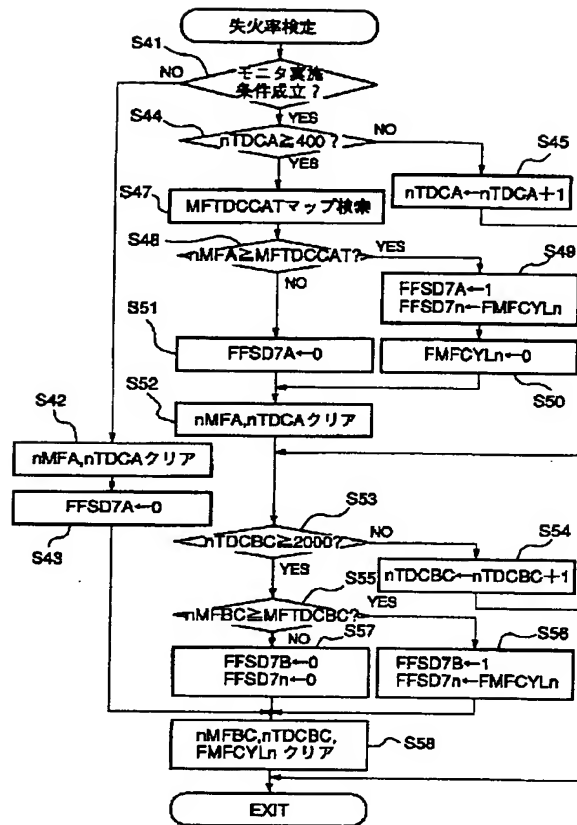 失火率検定
S41
NO
モニタ実施
条件成立？
YES
S44
nTDCA≧400？
NO
YES
S45
nTDCA←nTDCA＋1
S47
MFTDCCATマップ検索
S48
nMFA≧MFTDCCAT?
YES
NO
S49
FFSD7A←1
FFSD7n←FMFCYLn
S51
FFSD7A←0
FMFCYLn←0
S50
S52
nMFA,nTDCAクリア
S42
nMFA,nTDCAクリア
FFSD7A←0
S43
S53
nTDCBC≧2000?
NO
YES
S54
nTDCBC←nTDCBC＋1
S55
nMFBC≧MFTDCBC?
YES
NO
S57
FFSD7B←0
FFSD7n←0
S56
FFSD7B←1
FFSD7n←FMFCYLn
nMFBC,nTDCBC,
FMFCYLn クリア
S58
EXIT